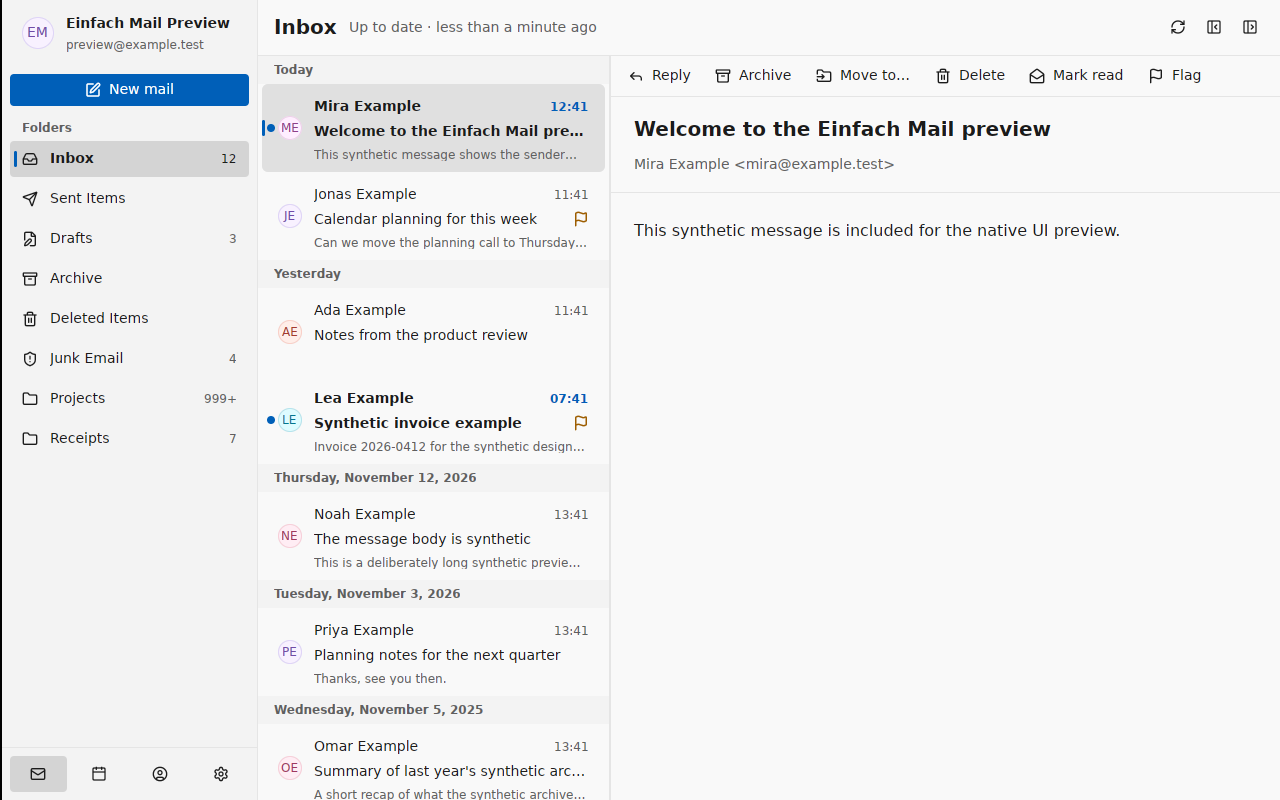 EM
Einfach Mail Preview
preview@example.test
New mail
Folders
Inbox 12
Sent Items
Drafts 3
Archive
Deleted Items
Junk Email 4
Projects 999+
Receipts 7
Inbox Up to date · less than a minute ago
Today
ME
Mira Example 12:41
Welcome to the Einfach Mail pre...
This synthetic message shows the sender...
JE
Jonas Example 11:41
Calendar planning for this week
Can we move the planning call to Thursday...
Yesterday
AE
Ada Example 11:41
Notes from the product review
LE
Lea Example 07:41
Synthetic invoice example
Invoice 2026-0412 for the synthetic design...
Thursday, November 12, 2026
NE
Noah Example 13:41
The message body is synthetic
This is a deliberately long synthetic previe...
Tuesday, November 3, 2026
PE
Priya Example 13:41
Planning notes for the next quarter
Thanks, see you then.
Wednesday, November 5, 2025
OE
Omar Example 13:41
Summary of last year's synthetic arc...
A short recap of what the synthetic archive...
Reply Archive Move to... Delete Mark read Flag
Welcome to the Einfach Mail preview
Mira Example <mira@example.test>
This synthetic message is included for the native UI preview.